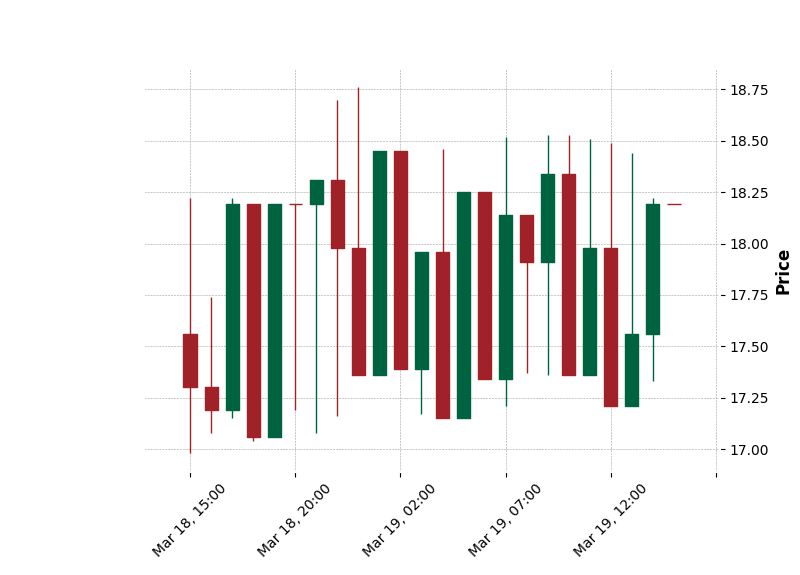 18.75
18.50
18.25
18.00
17.75
17.50
17.25
17.00
Price
Mar 18, 15:00
Mar 18, 20:00
Mar 19, 02:00
Mar 19, 07:00
Mar 19, 12:00